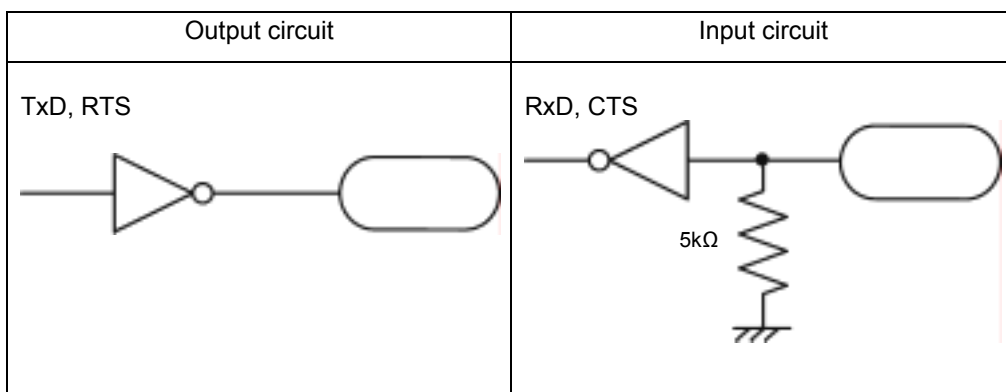 Output circuit
Input circuit
TxD, RTS
RxD, CTS
5kΩ